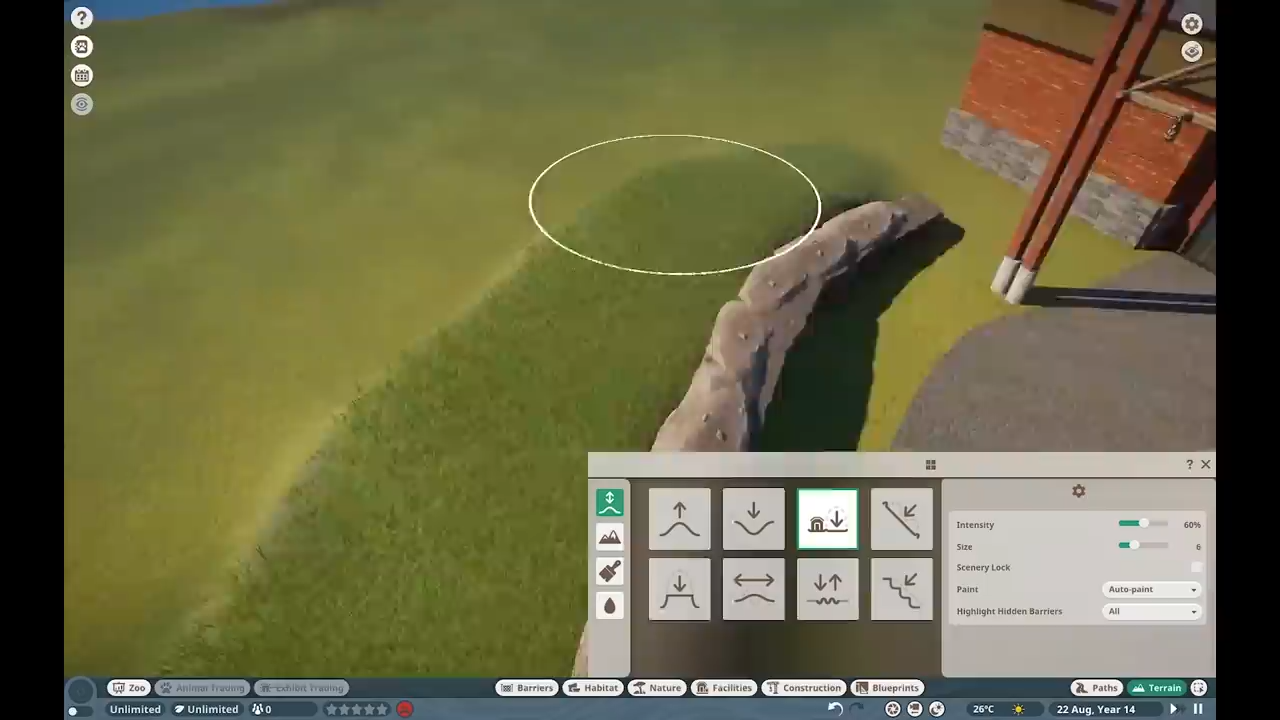 ?
? ×
Intensity 60%
Size 6
Scenery Lock
Paint Auto-paint
Highlight Hidden Barriers All
Zoo Animal Trading Exhibit Trading Barriers Habitat Nature Facilities Construction Blueprints Paths Terrain
Unlimited Unlimited 0 26°C 22 Aug, Year 14